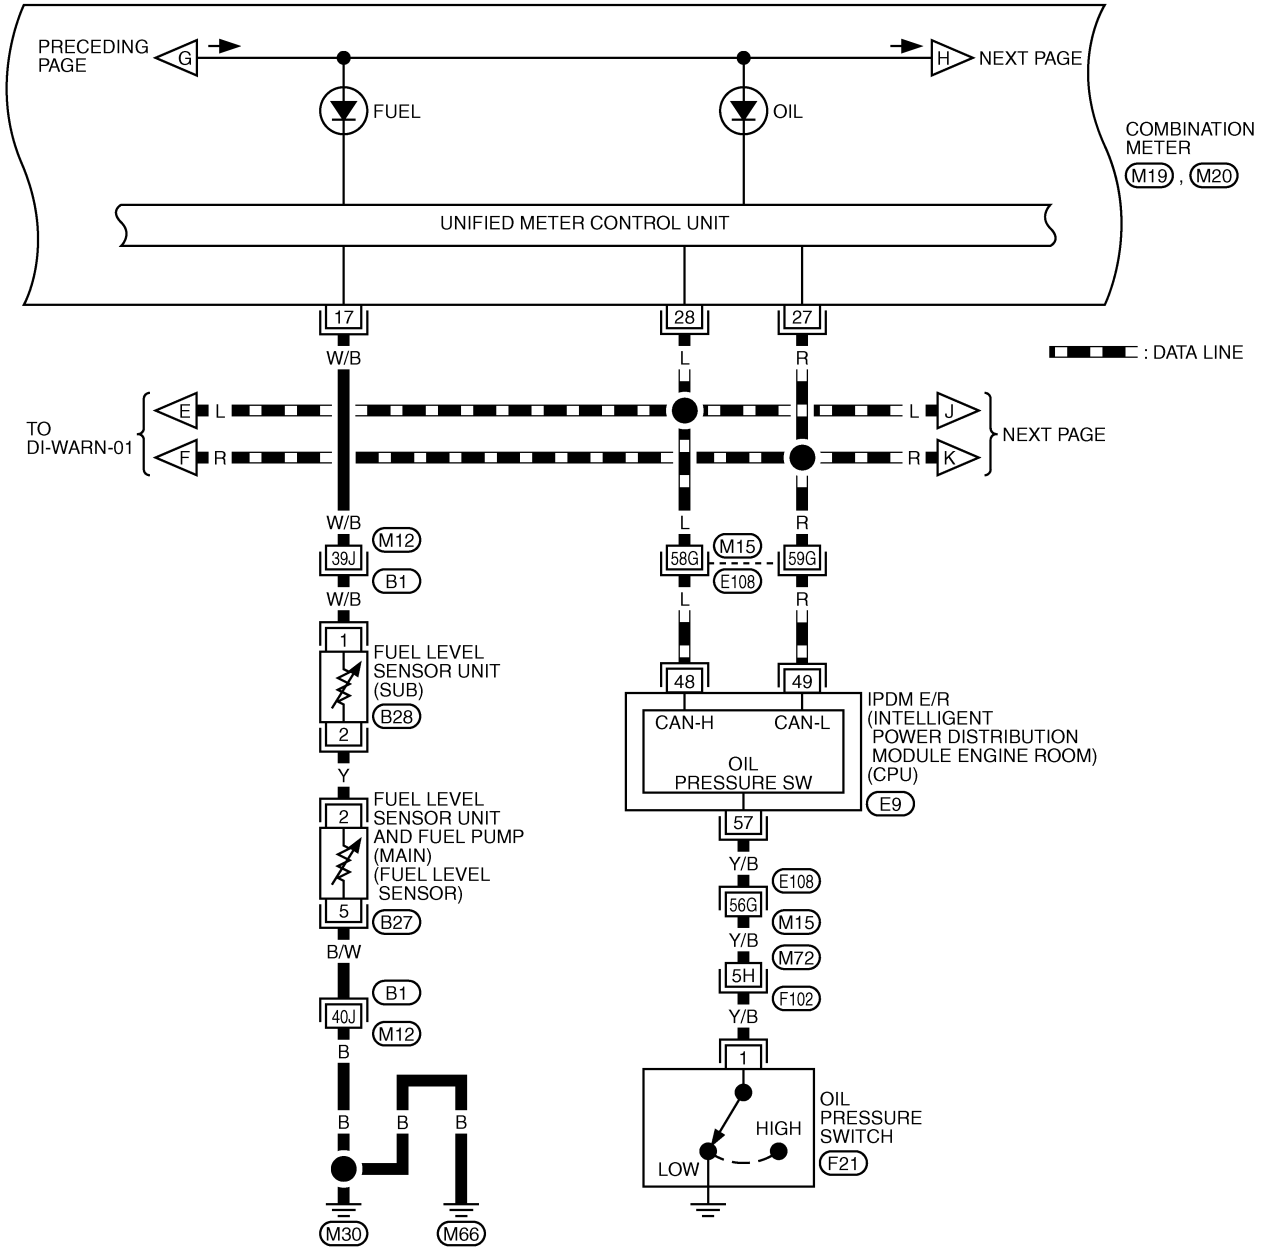 PRECEDING
PAGE
G
H
NEXT PAGE
FUEL
OIL
COMBINATION
METER
M19 , M20
UNIFIED METER CONTROL UNIT
17
28
27
W/B
L
R
: DATA LINE
TO
DI-WARN-01
E
L
L
J
F
R
R
K
NEXT PAGE
W/B
L
R
39J
M12
B1
58G
M15
E108
59G
W/B
L
R
1
FUEL LEVEL
SENSOR UNIT
(SUB)
B28
2
Y
48
49
CAN-H
CAN-L
OIL
PRESSURE SW
IPDM E/R
(INTELLIGENT
POWER DISTRIBUTION
MODULE ENGINE ROOM)
(CPU)
E9
2
FUEL LEVEL
SENSOR UNIT
AND FUEL PUMP
(MAIN)
(FUEL LEVEL
SENSOR)
5
B27
B/W
57
Y/B
E108
56G
M15
Y/B
M72
5H
F102
Y/B
B1
40J
M12
B
B
B
B
M30
M66
1
HIGH
LOW
OIL
PRESSURE
SWITCH
F21